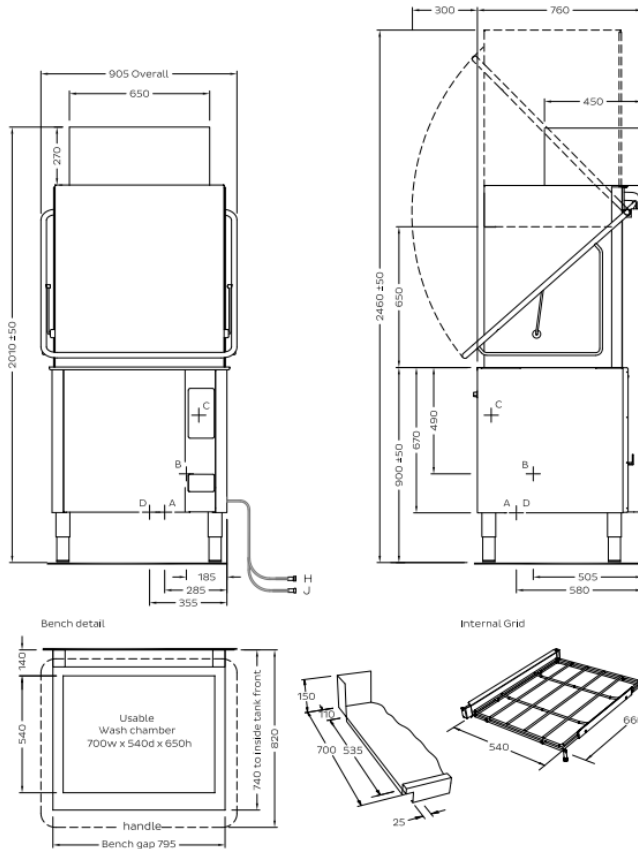 300
760
905 Overall
650
450
270
2010 ±50
2460 ±50
650
C
C
490
670
900 ±50
B
B
D
A
A
D
H
J
185
285
355
505
580
Bench detail
Internal Grid
140
540
Usable
Wash chamber
700w x 540d x 650h
740 to inside tank front
820
handle
Bench gap 795
150
110
700
535
25
540